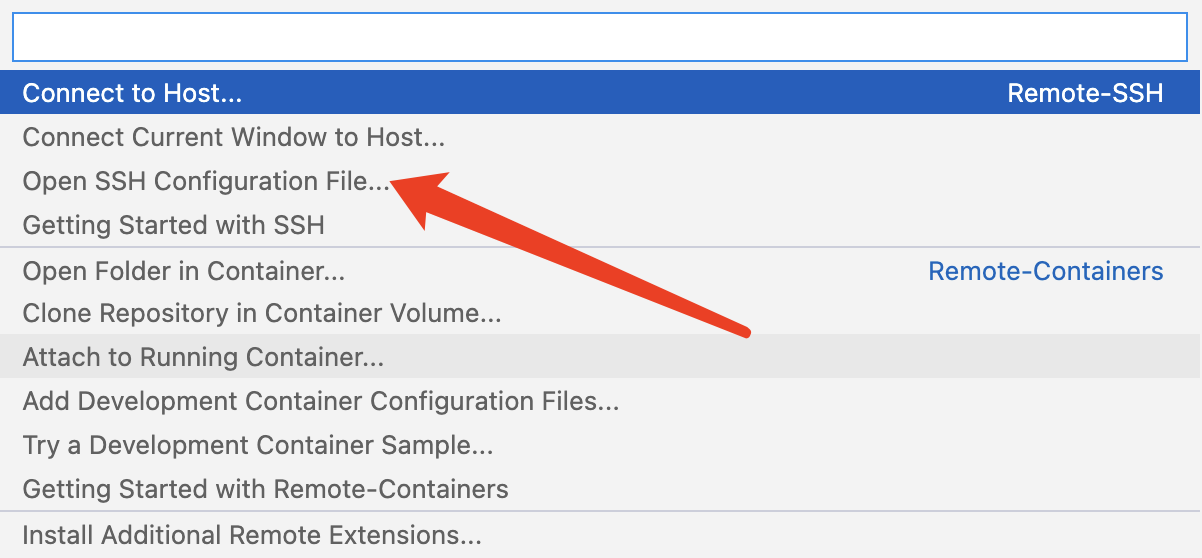 Connect to Host... Remote-SSH
Connect Current Window to Host...
Open SSH Configuration File...
Getting Started with SSH
Open Folder in Container... Remote-Containers
Clone Repository in Container Volume...
Attach to Running Container...
Add Development Container Configuration Files...
Try a Development Container Sample...
Getting Started with Remote-Containers
Install Additional Remote Extensions...